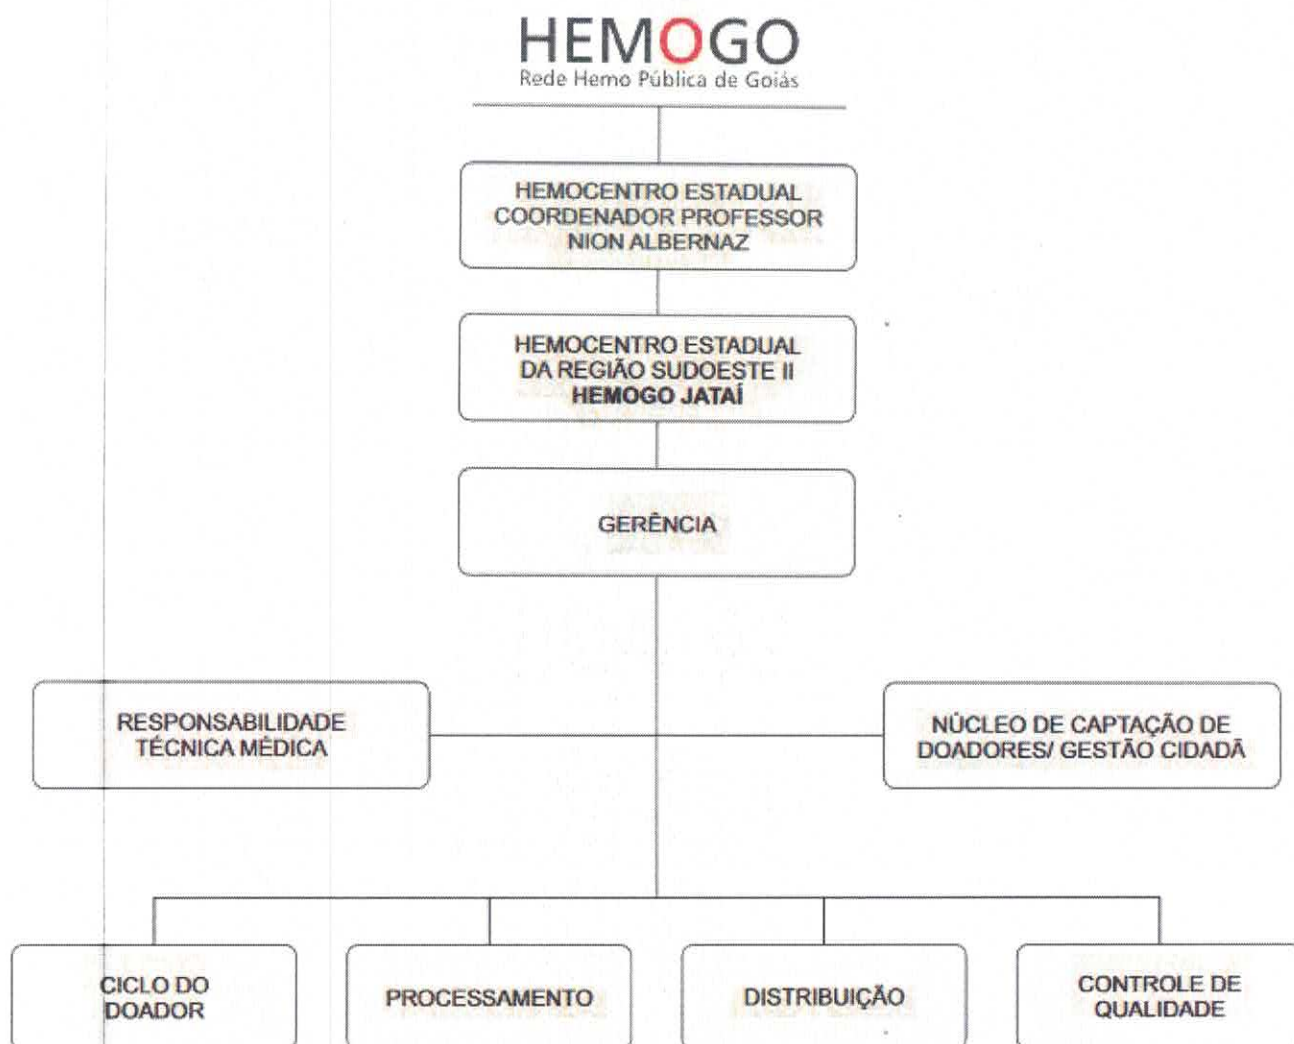 HEMOGO
Rede Hemo Pública de Goiás
HEMOCENTRO ESTADUAL
COORDENADOR PROFESSOR
NION ALBERNAZ
HEMOCENTRO ESTADUAL
DA REGIÃO SUDOESTE II
HEMOGO JATAÍ
GERÊNCIA
RESPONSABILIDADE
TÉCNICA MÉDICA
NÚCLEO DE CAPTAÇÃO DE
DOADORES/ GESTÃO CIDADÃ
CICLO DO
DOADOR
PROCESSAMENTO
DISTRIBUIÇÃO
CONTROLE DE
QUALIDADE